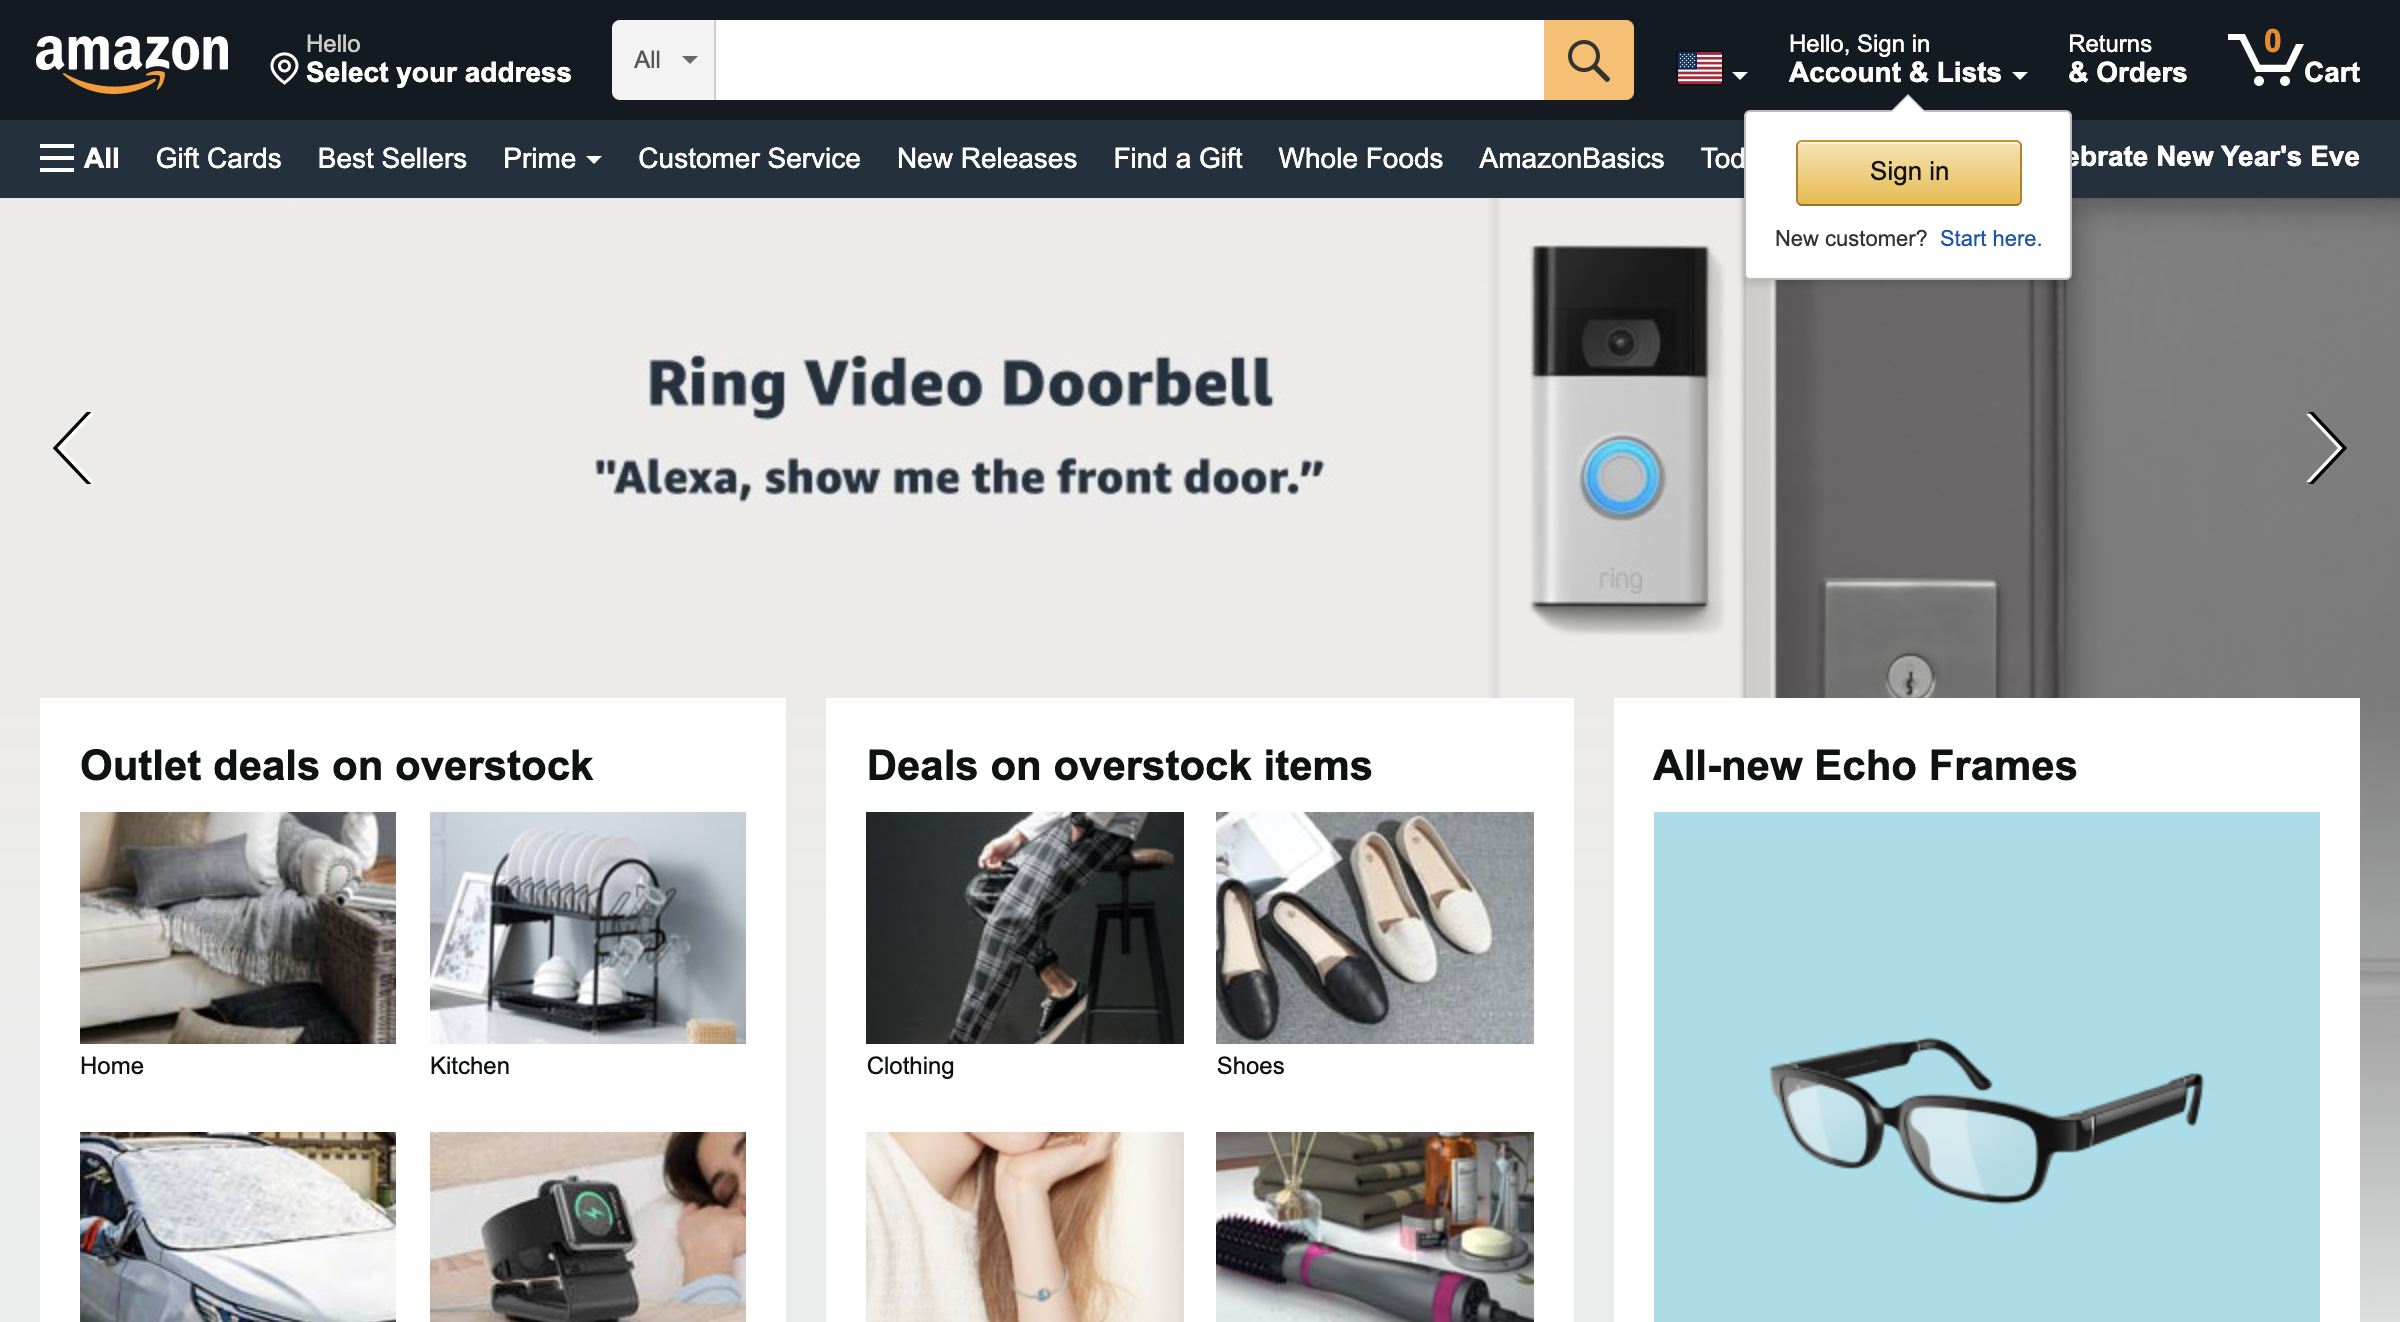 amazon
Hello
Select your address
All
Hello, Sign in
Account & Lists
Returns
& Orders
0
Cart
All
Gift Cards
Best Sellers
Prime
Customer Service
New Releases
Find a Gift
Whole Foods
AmazonBasics
Tod
ebrate New Year's Eve
Sign in
New customer? Start here.
Ring Video Doorbell
"Alexa, show me the front door.”
ring
Outlet deals on overstock
Home
Kitchen
Deals on overstock items
Clothing
Shoes
All-new Echo Frames